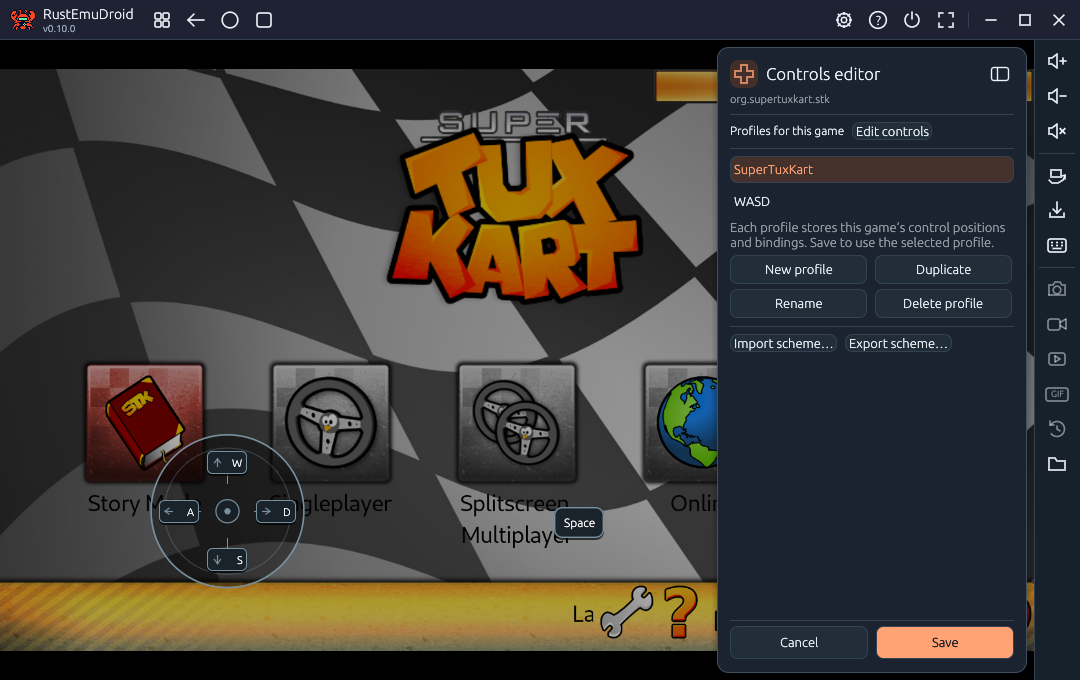 RustEmuDroid
v0.10.0
Controls editor
org.supertuxkart.stk
Profiles for this game Edit controls
SuperTuxKart
WASD
Each profile stores this game's control positions
and bindings. Save to use the selected profile.
New profile Duplicate
Rename Delete profile
Import scheme... Export scheme...
Cancel Save
SUPER
TUX
KART
STK
Story M
Singleplayer
Splitscreen
Multiplayer
Onlin
W
A
D
S
Space
La
?
GIF